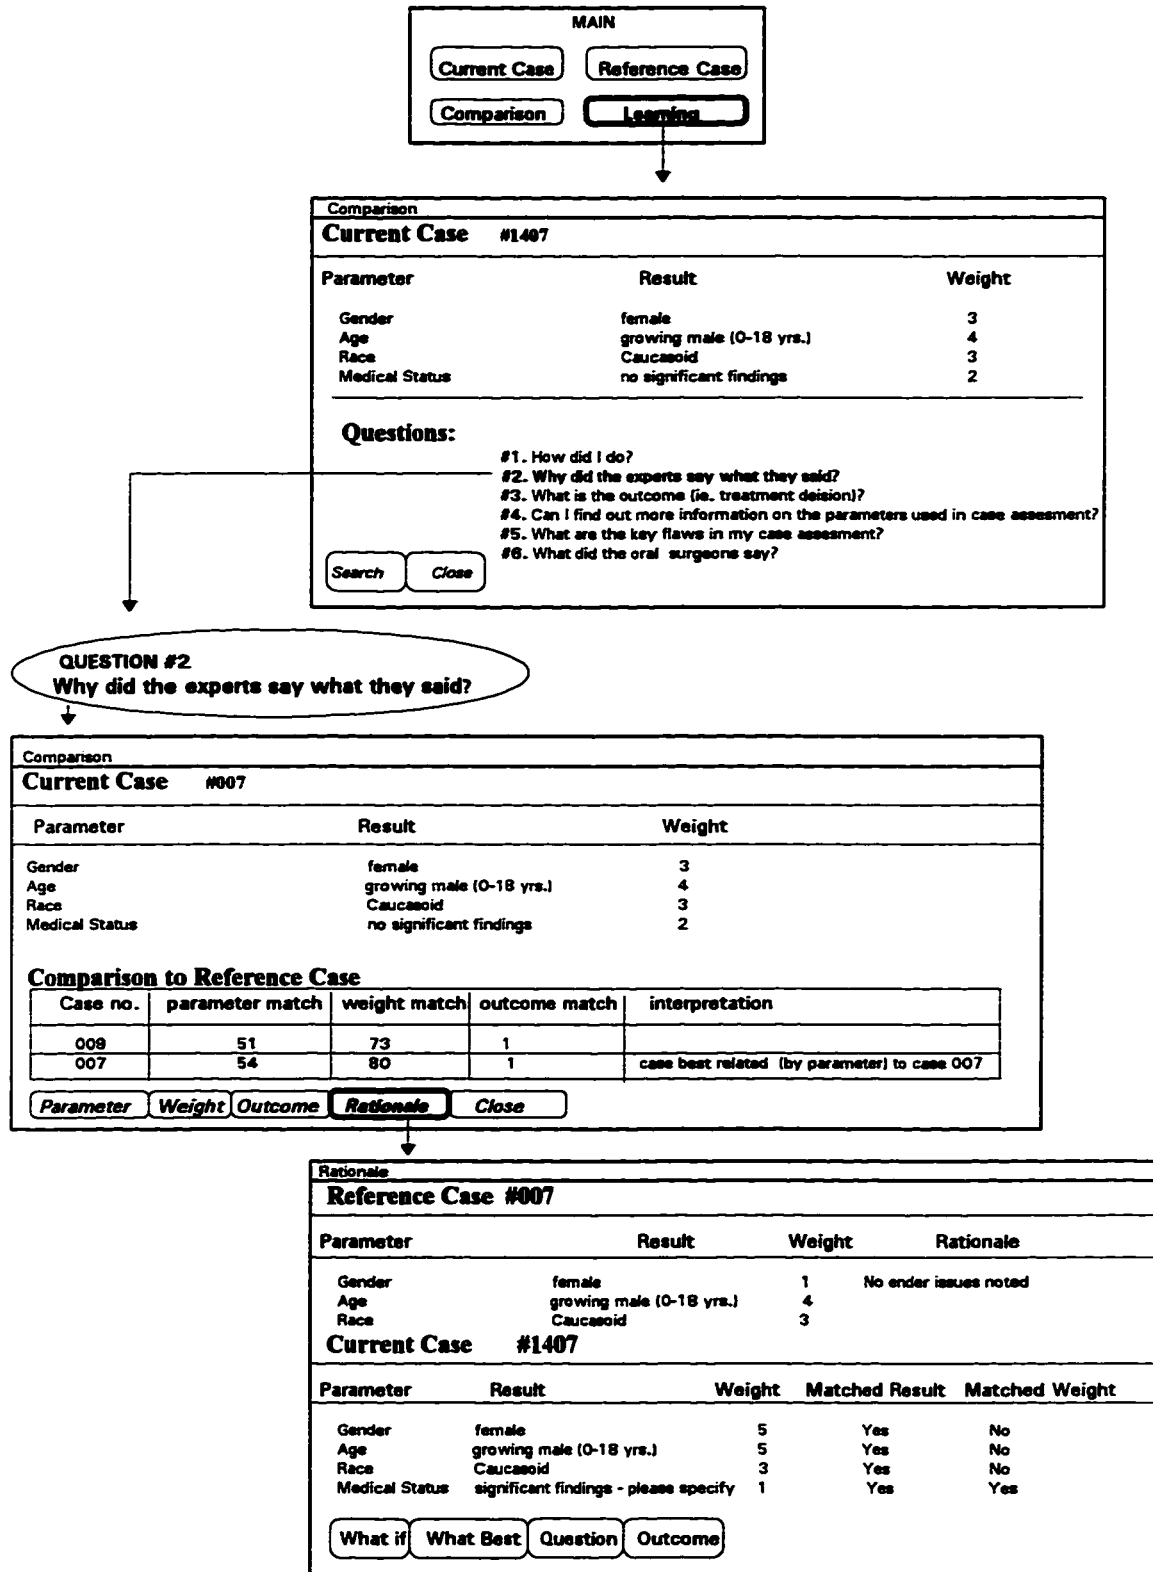 MAIN
Current Case Reference Case
Comparison Learning
Comparison
Current Case #1407
Parameter Result Weight
Gender female 3
Age growing male (0-18 yrs.) 4
Race Caucasoid 3
Medical Status no significant findings 2
Questions:
#1. How did I do?
#2. Why did the experts say what they said?
#3. What is the outcome (ie. treatment deision)?
#4. Can I find out more information on the parameters used in case assesment?
#5. What are the key flaws in my case assesment?
#6. What did the oral surgeons say?
Search Close
QUESTION #2
Why did the experts say what they said?
Comparison
Current Case #007
Parameter Result Weight
Gender female 3
Age growing male (0-18 yrs.) 4
Race Caucasoid 3
Medical Status no significant findings 2
Comparison to Reference Case
Case no. parameter match weight match outcome match interpretation
009 51 73 1
007 54 80 1 case best related (by parameter) to case 007
Parameter Weight Outcome Rationale Close
Rationale
Reference Case #007
Parameter Result Weight Rationale
Gender female 1 No ender issues noted
Age growing male (0-18 yrs.) 4
Race Caucasoid 3
Current Case #1407
Parameter Result Weight Matched Result Matched Weight
Gender female 5 Yes No
Age growing male (0-18 yrs.) 5 Yes No
Race Caucasoid 3 Yes No
Medical Status significant findings - please specify 1 Yes Yes
What if What Best Question Outcome